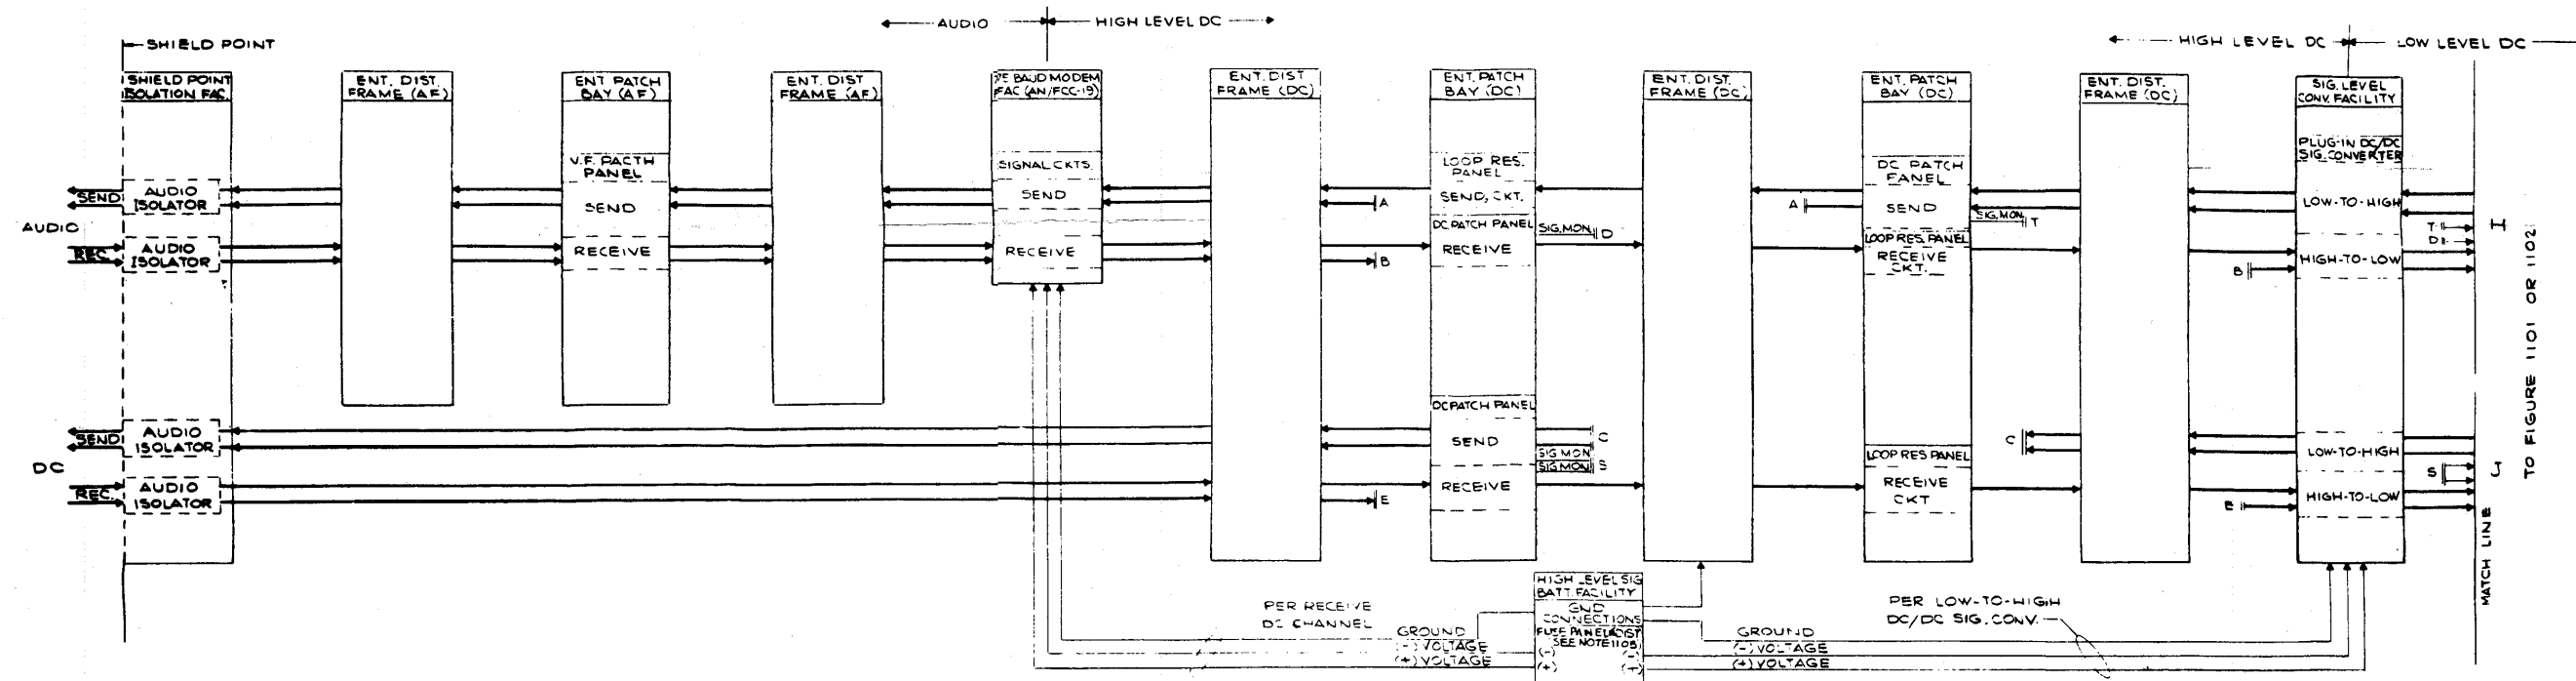 AUDIO
HIGH LEVEL DC
SHIELD POINT
HIGH LEVEL DC
LOW LEVEL DC
SHIELD POINT
ISOLATION FAC.
ENT. DIST.
FRAME (AF)
ENT PATCH
BAY (AF)
ENT. DIST
FRAME (AF)
BAUD MODEM
FAC (AN/FCC-19)
ENT. DIST
FRAME (DC)
ENT. PATCH
BAY (DC)
ENT. DIST.
FRAME (DC)
ENT. PATCH
BAY (DC)
ENT. DIST
FRAME (DC)
SIG. LEVEL
CONV. FACILITY
V.F. PACTH
PANEL
SIGNAL CKTS.
LOOP RES.
PANEL
DC PATCH
PANEL
PLUG-IN DC/DC
SIG. CONVERTER
SEND
AUDIO
ISOLATOR
SEND
SEND
SEND, CKT.
A
A
SEND
SIG. MON.
T
LOW-TO-HIGH
AUDIO
DC PATCH PANEL
SIG. MON.
D
LOOP RES. PANEL
T
D
H
REC.
AUDIO
ISOLATOR
RECEIVE
RECEIVE
B
RECEIVE
RECEIVE
CKT.
B
HIGH-TO-LOW
TO FIGURE 1101 OR 1102
DC PATCH PANEL
SEND
AUDIO
ISOLATOR
SEND
C
SIG MON
SIG MON
S
C
LOW-TO-HIGH
DC
LOOP RES PANEL
S
J
REC.
AUDIO
ISOLATOR
E
RECEIVE
RECEIVE
CKT
E
HIGH-TO-LOW
MATCH LINE
HIGH LEVEL SIG
BATT. FACILITY
GND
CONNECTIONS
FUSE PANEL & DIST
SEE NOTE 1105)
(-) (-)
(+) (+)
PER RECEIVE
DC CHANNEL
GROUND
(-) VOLTAGE
(+) VOLTAGE
PER LOW-TO-HIGH
DC/DC SIG. CONV.
GROUND
(-) VOLTAGE
(+) VOLTAGE